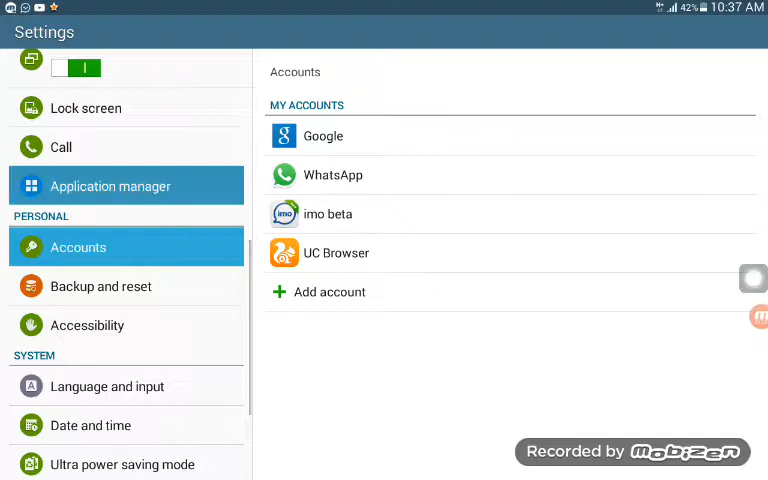 42% 10:37 AM
Settings
Lock screen
Call
Application manager
PERSONAL
Accounts
Backup and reset
Accessibility
SYSTEM
Language and input
Date and time
Ultra power saving mode
Accounts
MY ACCOUNTS
Google
WhatsApp
imo beta
UC Browser
Add account
Recorded by mobizen